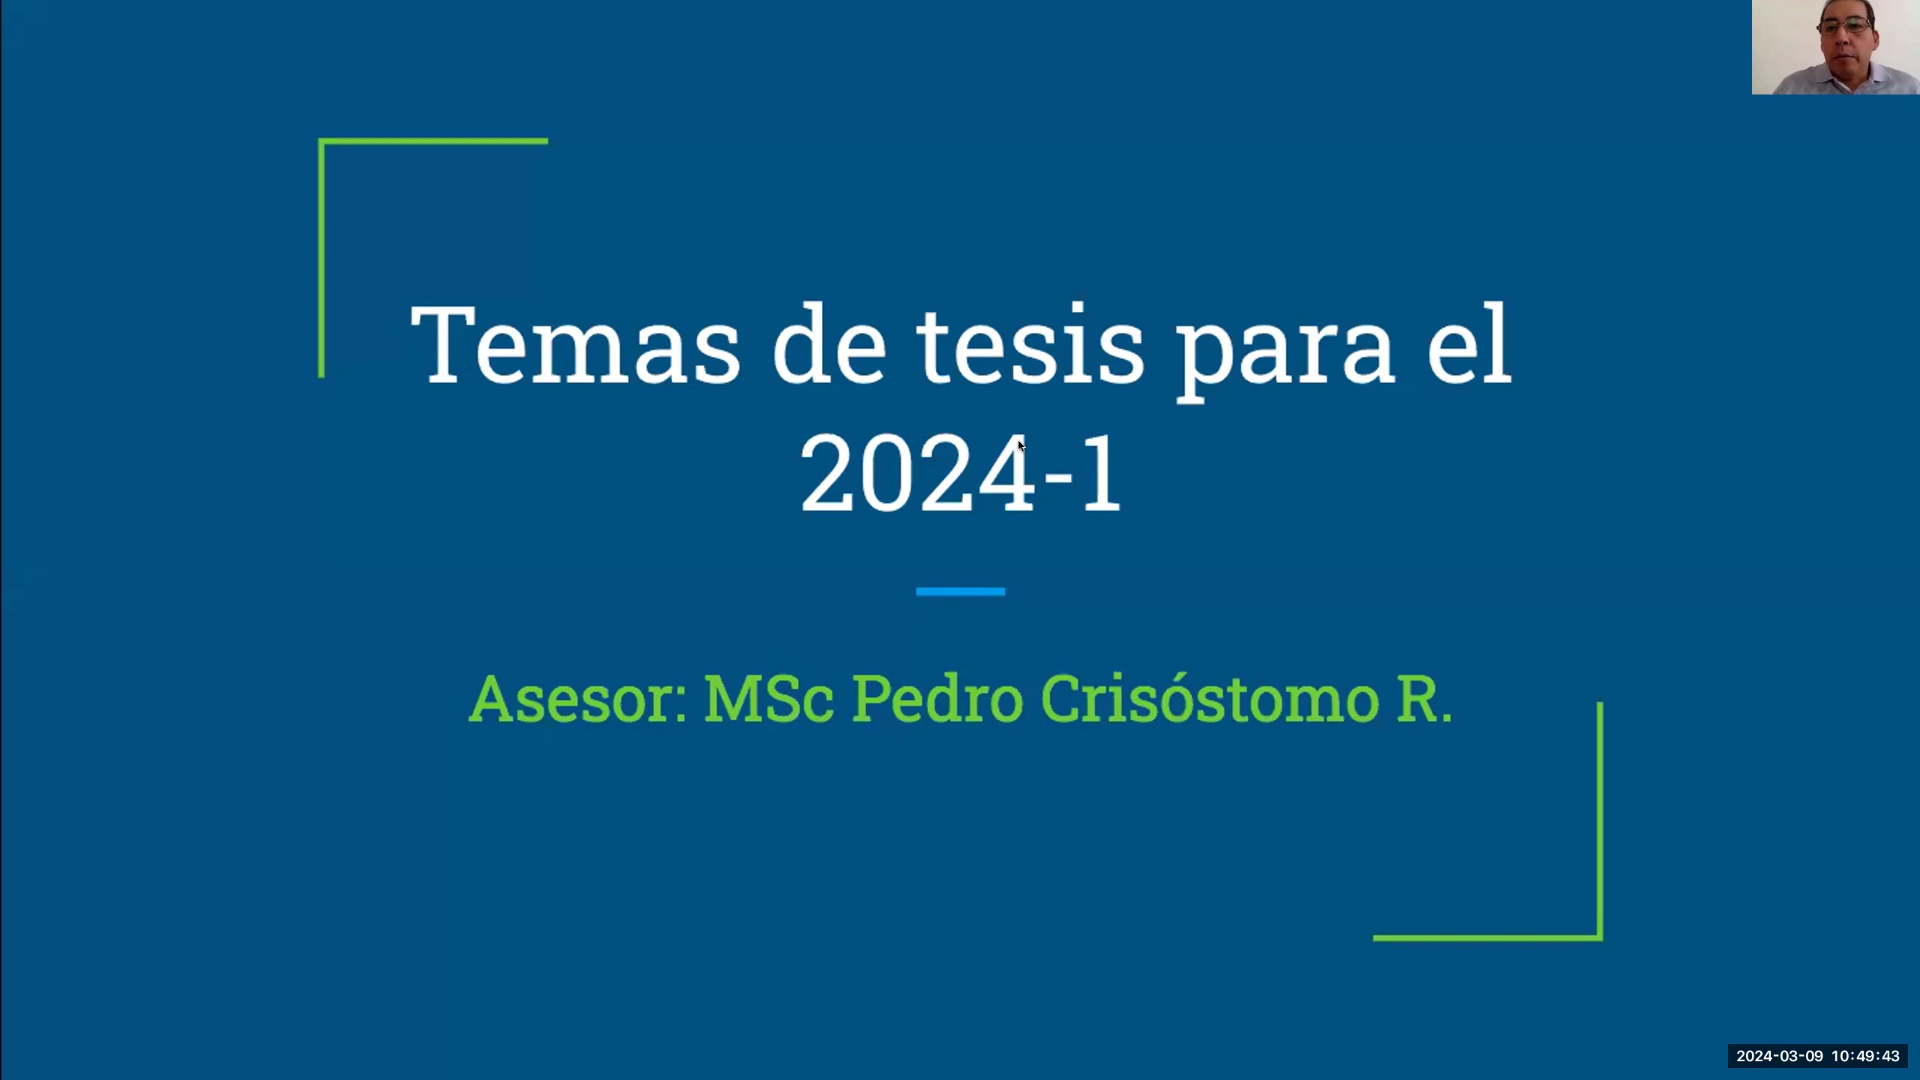 Temas de tesis para el
2024-1
Asesor: MSc Pedro Crisóstomo R.
2024-03-09 10:49:43